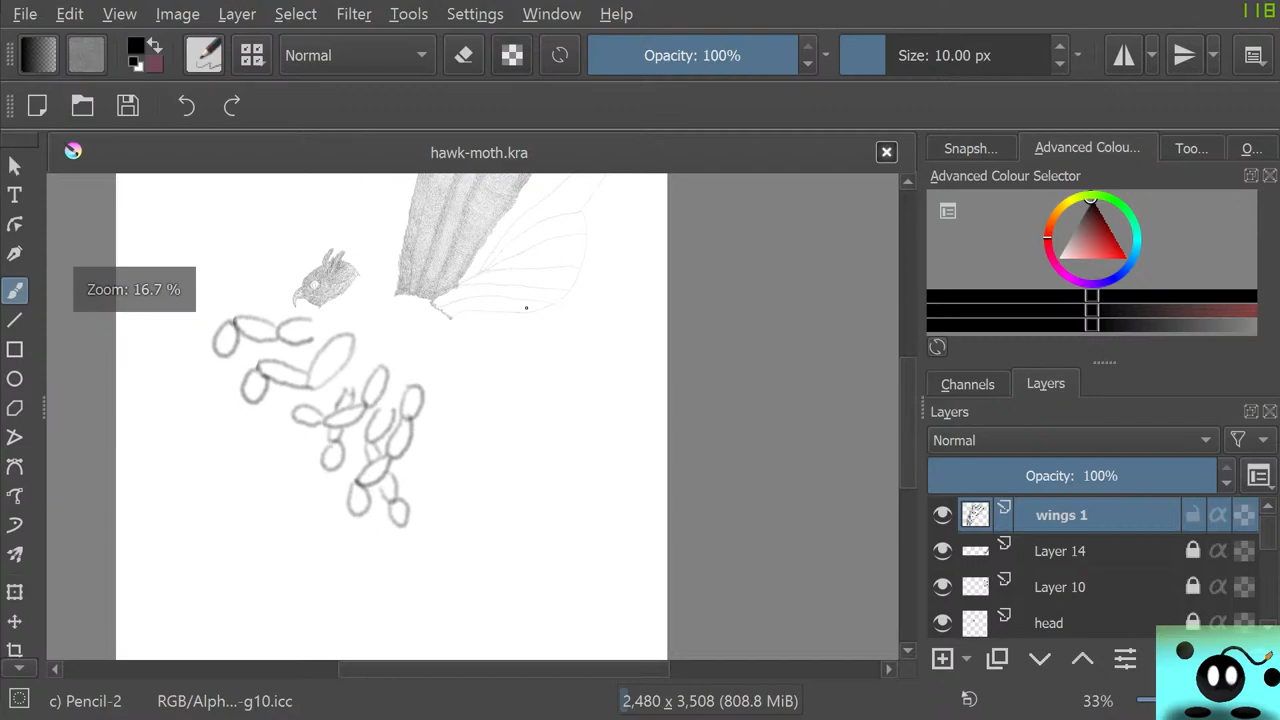 File Edit View Image Layer Select Filter Tools Settings Window Help
118
Normal
Opacity: 100%
Size: 10.00 px
hawk-moth.kra
Snapsh...
Advanced Colou...
Too...
O...
Advanced Colour Selector
Zoom: 16.7 %
Channels
Layers
Layers
Normal
Opacity: 100%
wings 1
Layer 14
Layer 10
head
c) Pencil-2
RGB/Alph...-g10.icc
2,480 x 3,508 (808.8 MiB)
33%